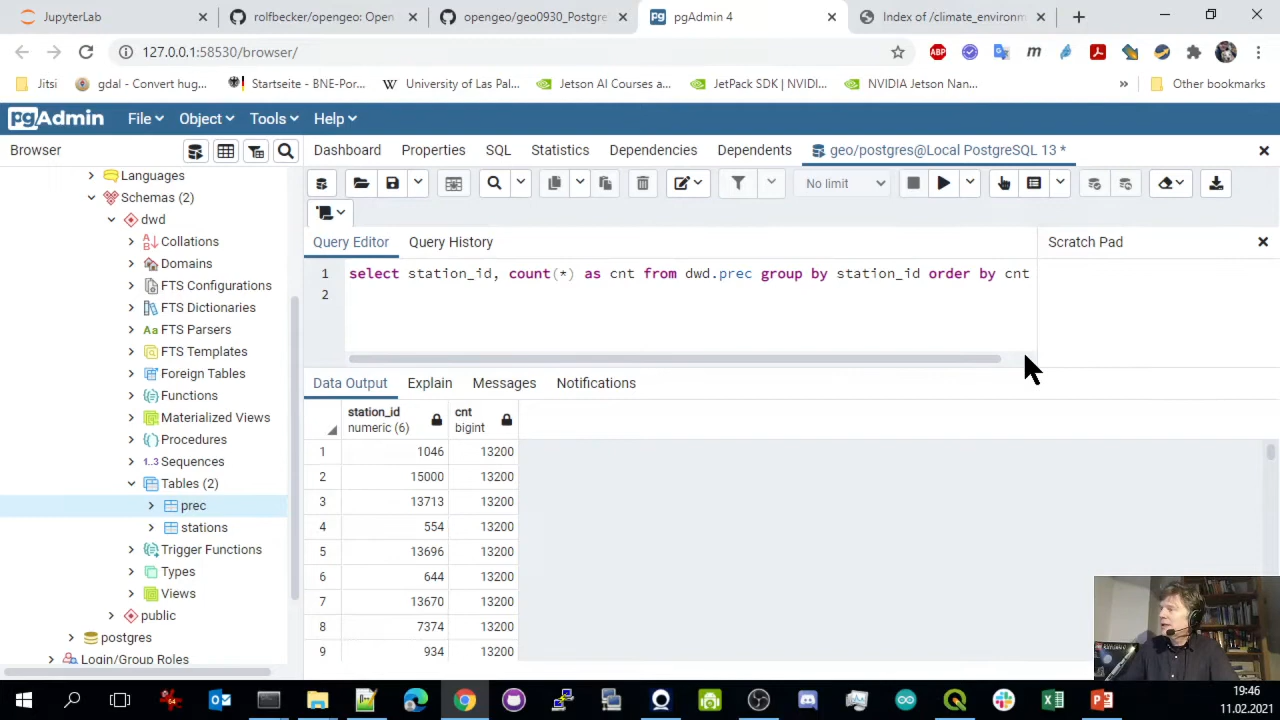 JupyterLab
rolfbecker/opengeo: Open
opengeo/geo0930_Postgre
pgAdmin 4
Index of /climate_environm
127.0.0.1:58530/browser/
Jitsi
gdal - Convert hug...
Startseite - BNE-Por...
University of Las Pal...
Jetson AI Courses a...
JetPack SDK | NVIDI...
NVIDIA Jetson Nan...
»
Other bookmarks
pgAdmin
File
Object
Tools
Help
Browser
Dashboard
Properties
SQL
Statistics
Dependencies
Dependents
geo/postgres@Local PostgreSQL 13 *
Languages
Schemas (2)
dwd
Collations
Domains
FTS Configurations
FTS Dictionaries
FTS Parsers
FTS Templates
Foreign Tables
Functions
Materialized Views
Procedures
1..3 Sequences
Tables (2)
prec
stations
Trigger Functions
Types
Views
public
postgres
Login/Group Roles
No limit
Query Editor
Query History
Scratch Pad
1 select station_id, count(*) as cnt from dwd.prec group by station_id order by cnt
2
Data Output
Explain
Messages
Notifications
station_id
numeric (6)
cnt
bigint
1 1046 13200
2 15000 13200
3 13713 13200
4 554 13200
5 13696 13200
6 644 13200
7 13670 13200
8 7374 13200
9 934 13200
19:46
11.02.2021